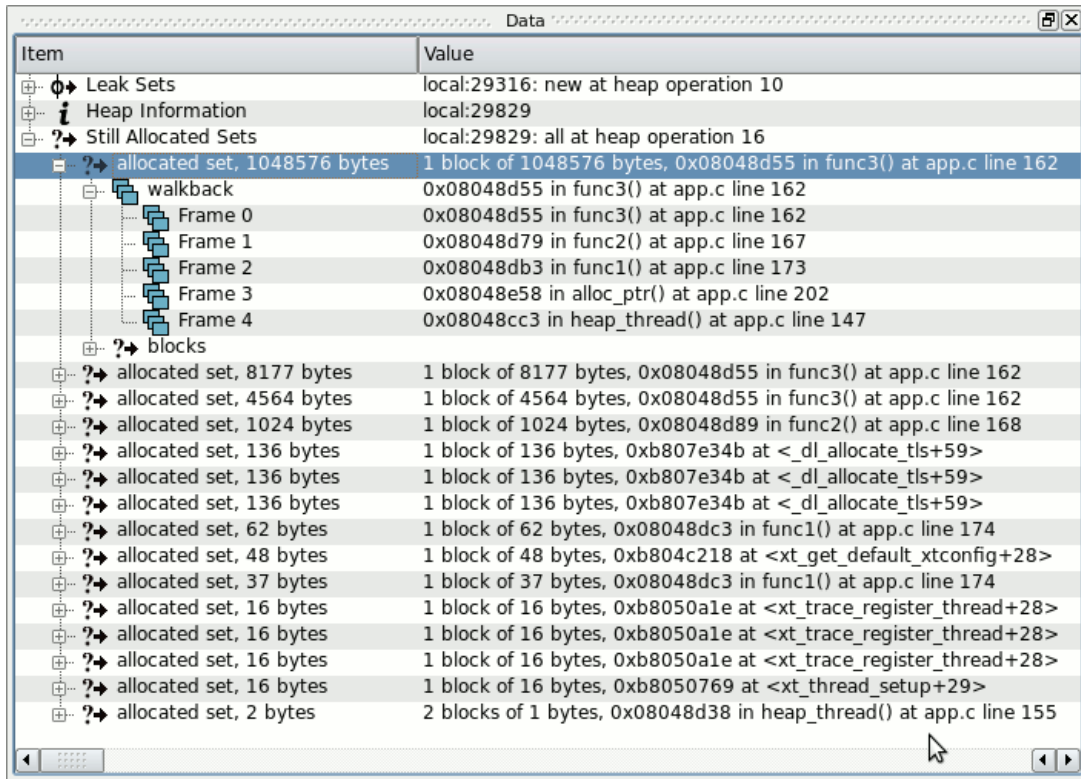 Data
Item Value
Leak Sets local:29316: new at heap operation 10
Heap Information local:29829
Still Allocated Sets local:29829: all at heap operation 16
allocated set, 1048576 bytes 1 block of 1048576 bytes, 0x08048d55 in func3() at app.c line 162
walkback 0x08048d55 in func3() at app.c line 162
Frame 0 0x08048d55 in func3() at app.c line 162
Frame 1 0x08048d79 in func2() at app.c line 167
Frame 2 0x08048db3 in func1() at app.c line 173
Frame 3 0x08048e58 in alloc_ptr() at app.c line 202
Frame 4 0x08048cc3 in heap_thread() at app.c line 147
blocks
allocated set, 8177 bytes 1 block of 8177 bytes, 0x08048d55 in func3() at app.c line 162
allocated set, 4564 bytes 1 block of 4564 bytes, 0x08048d55 in func3() at app.c line 162
allocated set, 1024 bytes 1 block of 1024 bytes, 0x08048d89 in func2() at app.c line 168
allocated set, 136 bytes 1 block of 136 bytes, 0xb807e34b at <_dl_allocate_tls+59>
allocated set, 136 bytes 1 block of 136 bytes, 0xb807e34b at <_dl_allocate_tls+59>
allocated set, 136 bytes 1 block of 136 bytes, 0xb807e34b at <_dl_allocate_tls+59>
allocated set, 62 bytes 1 block of 62 bytes, 0x08048dc3 in func1() at app.c line 174
allocated set, 48 bytes 1 block of 48 bytes, 0xb804c218 at <xt_get_default_xtconfig+28>
allocated set, 37 bytes 1 block of 37 bytes, 0x08048dc3 in func1() at app.c line 174
allocated set, 16 bytes 1 block of 16 bytes, 0xb8050a1e at <xt_trace_register_thread+28>
allocated set, 16 bytes 1 block of 16 bytes, 0xb8050a1e at <xt_trace_register_thread+28>
allocated set, 16 bytes 1 block of 16 bytes, 0xb8050a1e at <xt_trace_register_thread+28>
allocated set, 16 bytes 1 block of 16 bytes, 0xb8050769 at <xt_thread_setup+29>
allocated set, 2 bytes 2 blocks of 1 bytes, 0x08048d38 in heap_thread() at app.c line 155